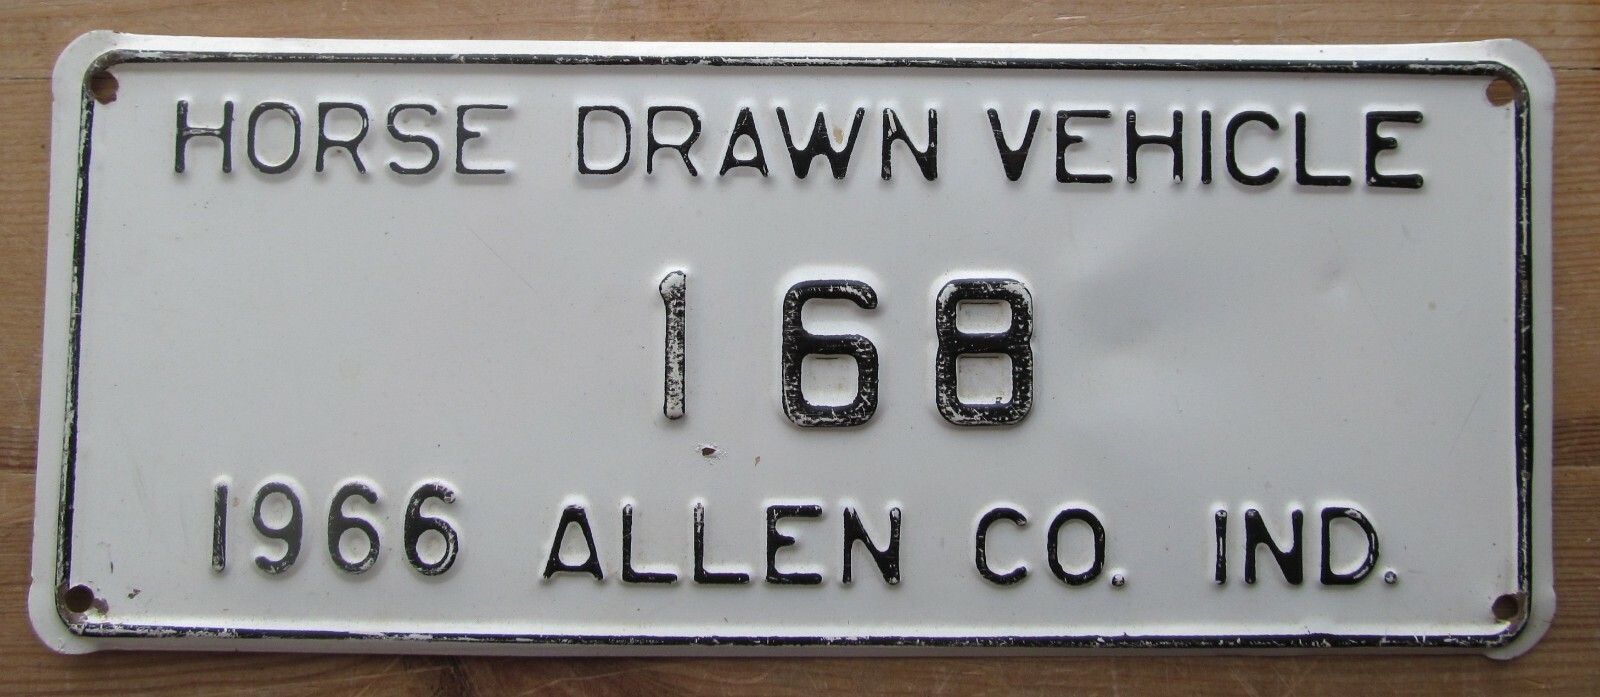 HORSE DRAWN VEHICLE
168
1966 ALLEN CO. IND.